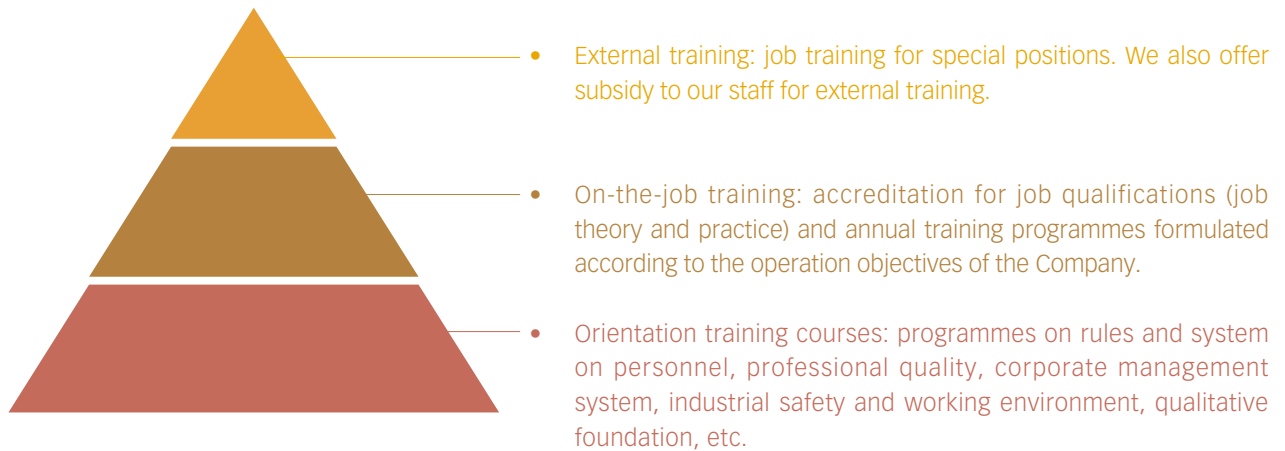 • External training: job training for special positions. We also offer
subsidy to our staff for external training.
• On-the-job training: accreditation for job qualifications (job
theory and practice) and annual training programmes formulated
according to the operation objectives of the Company.
• Orientation training courses: programmes on rules and system
on personnel, professional quality, corporate management
system, industrial safety and working environment, qualitative
foundation, etc.